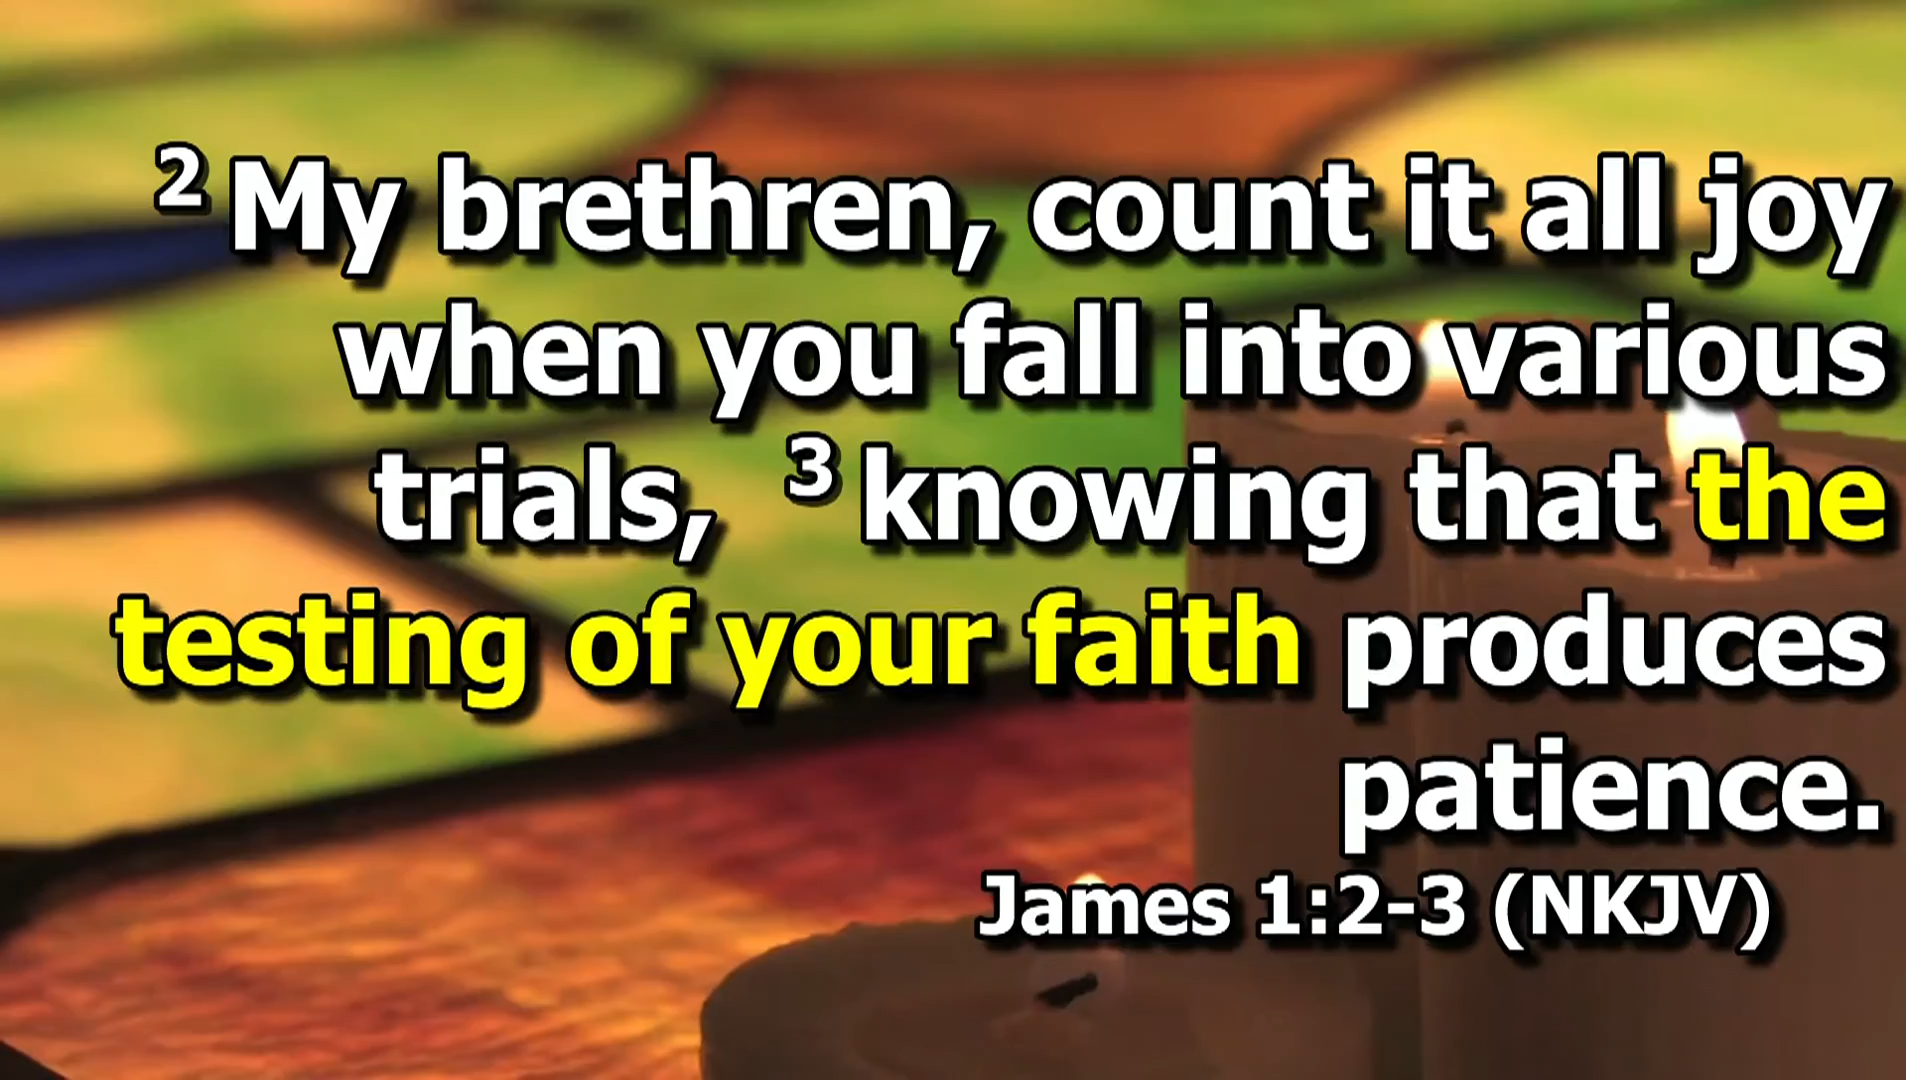 2 My brethren, count it all joy
when you fall into various
trials, 3 knowing that the
testing of your faith produces
patience.
James 1:2-3 (NKJV)